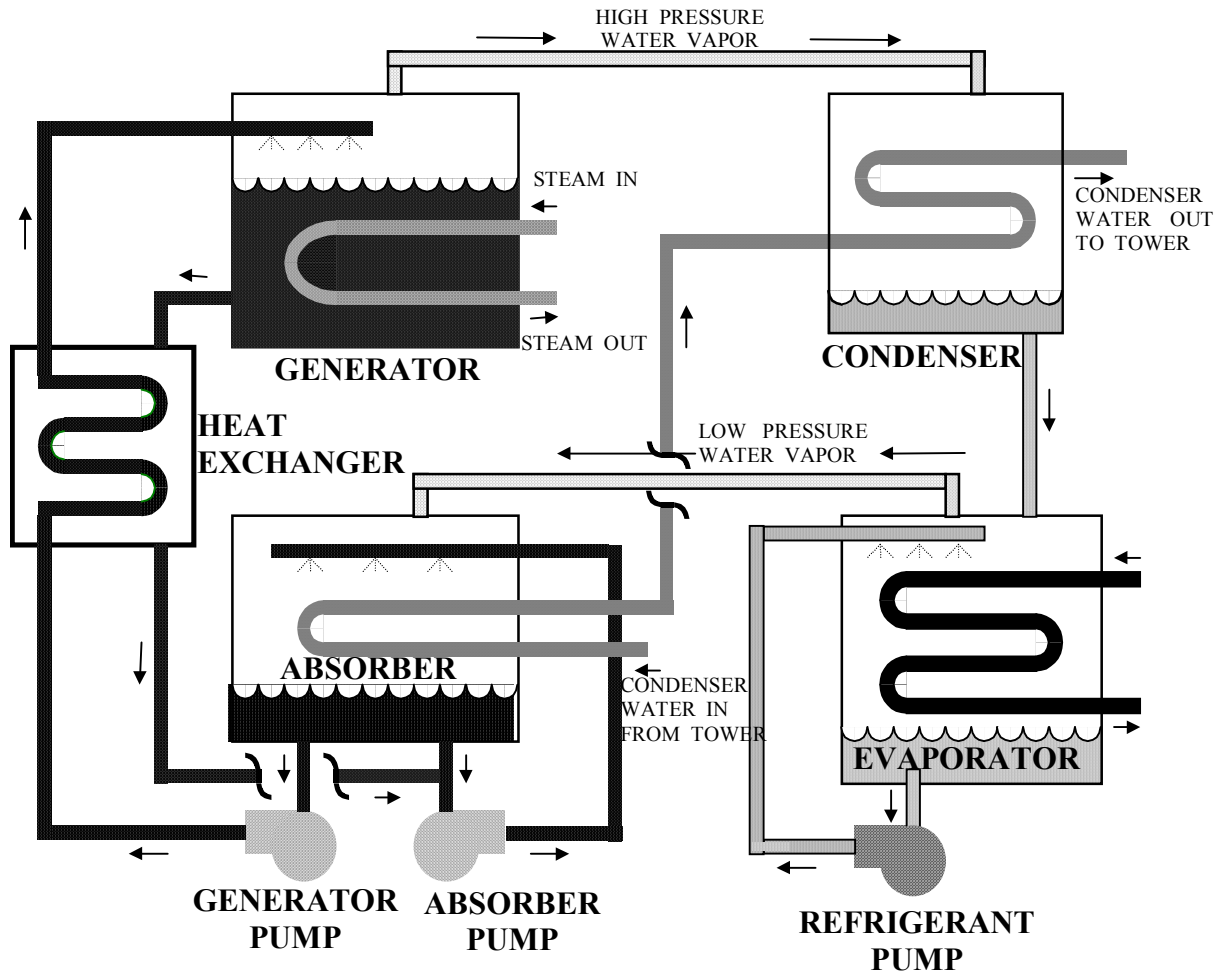 HIGH PRESSURE
WATER VAPOR
STEAM IN
CONDENSER
WATER OUT
TO TOWER
STEAM OUT
GENERATOR
CONDENSER
HEAT
EXCHANGER
LOW PRESSURE
WATER VAPOR
ABSORBER
CONDENSER
WATER IN
FROM TOWER
EVAPORATOR
GENERATOR
PUMP
ABSORBER
PUMP
REFRIGERANT
PUMP